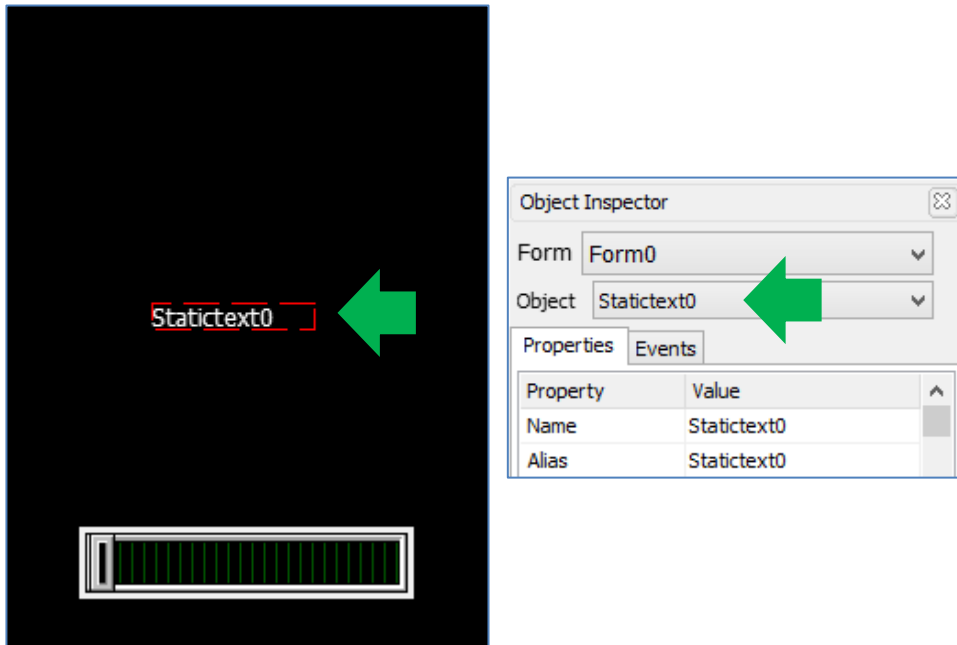 Statictext0
Object Inspector
Form Form0
Object Statictext0
Properties Events
Property Value
Name Statictext0
Alias Statictext0